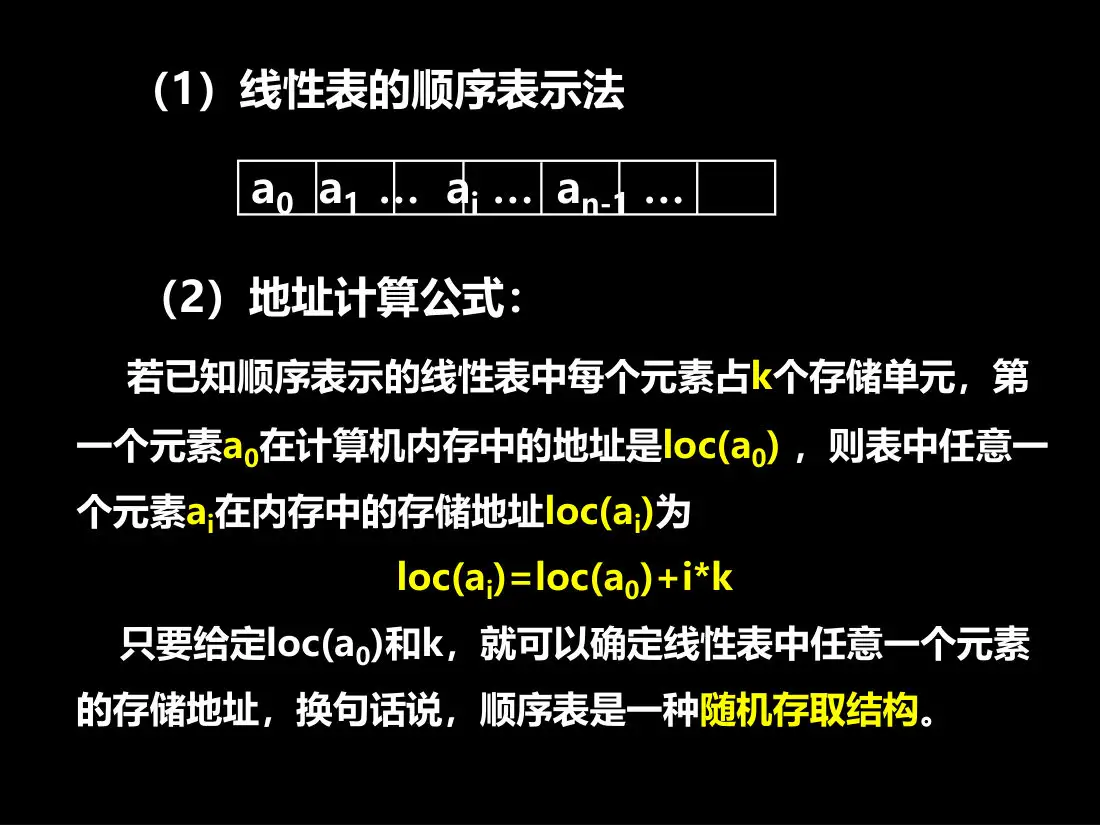 （1）线性表的顺序表示法
a0 a1 … ai … an-1 …
（2）地址计算公式：
若已知顺序表示的线性表中每个元素占k个存储单元，第
一个元素a0在计算机内存中的地址是loc(a0) ，则表中任意一
个元素ai在内存中的存储地址loc(ai)为
loc(ai)=loc(a0)+i*k
只要给定loc(a0)和k，就可以确定线性表中任意一个元素
的存储地址，换句话说，顺序表是一种随机存取结构。